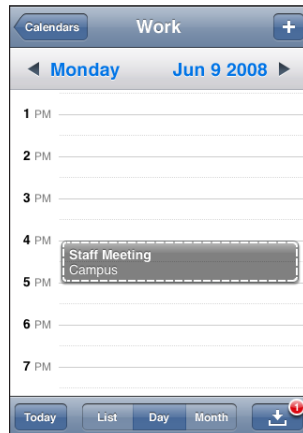 Calendars
Work
+
Monday Jun 9 2008
1 PM
2 PM
3 PM
4 PM
Staff Meeting
Campus
5 PM
6 PM
7 PM
Today
List
Day
Month
1